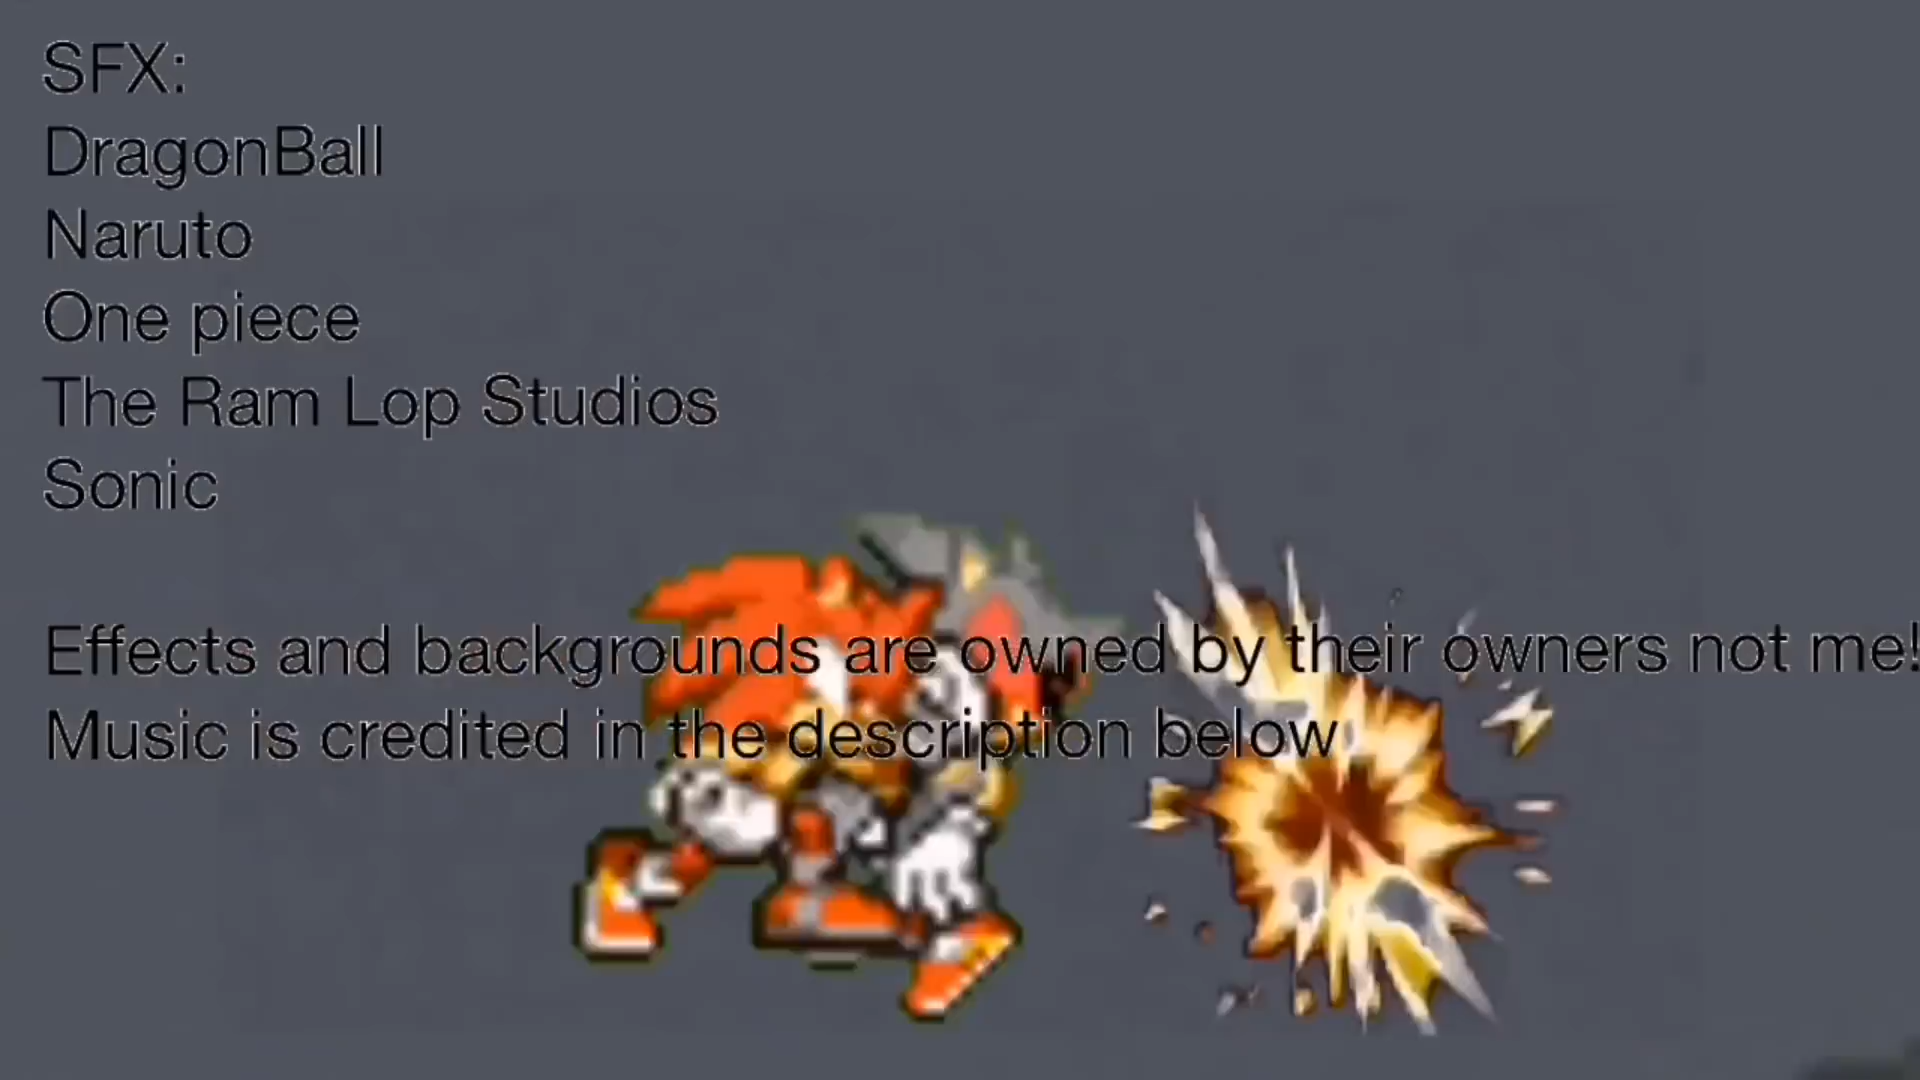 SFX:
DragonBall
Naruto
One piece
The Ram Lop Studios
Sonic
Effects and backgrounds are owned by their owners not me!
Music is credited in the description below